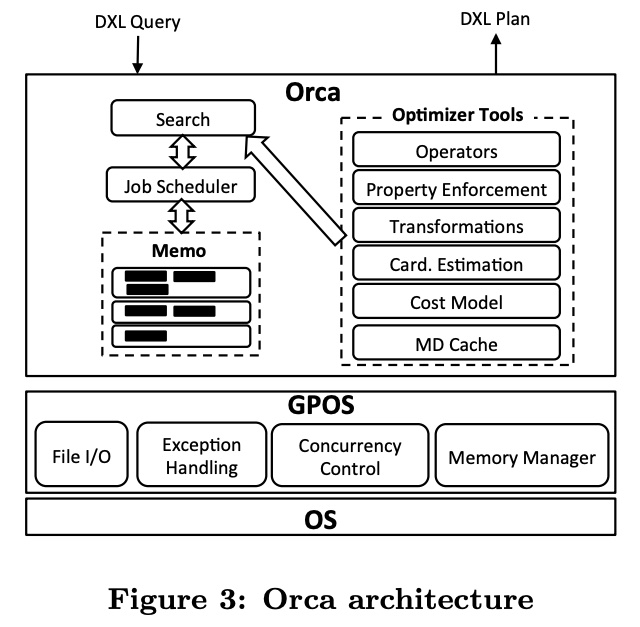 DXL Query
DXL Plan
Orca
Search
Job Scheduler
Memo
Optimizer Tools
Operators
Property Enforcement
Transformations
Card. Estimation
Cost Model
MD Cache
GPOS
File I/O
Exception
Handling
Concurrency
Control
Memory Manager
OS
Figure 3: Orca architecture